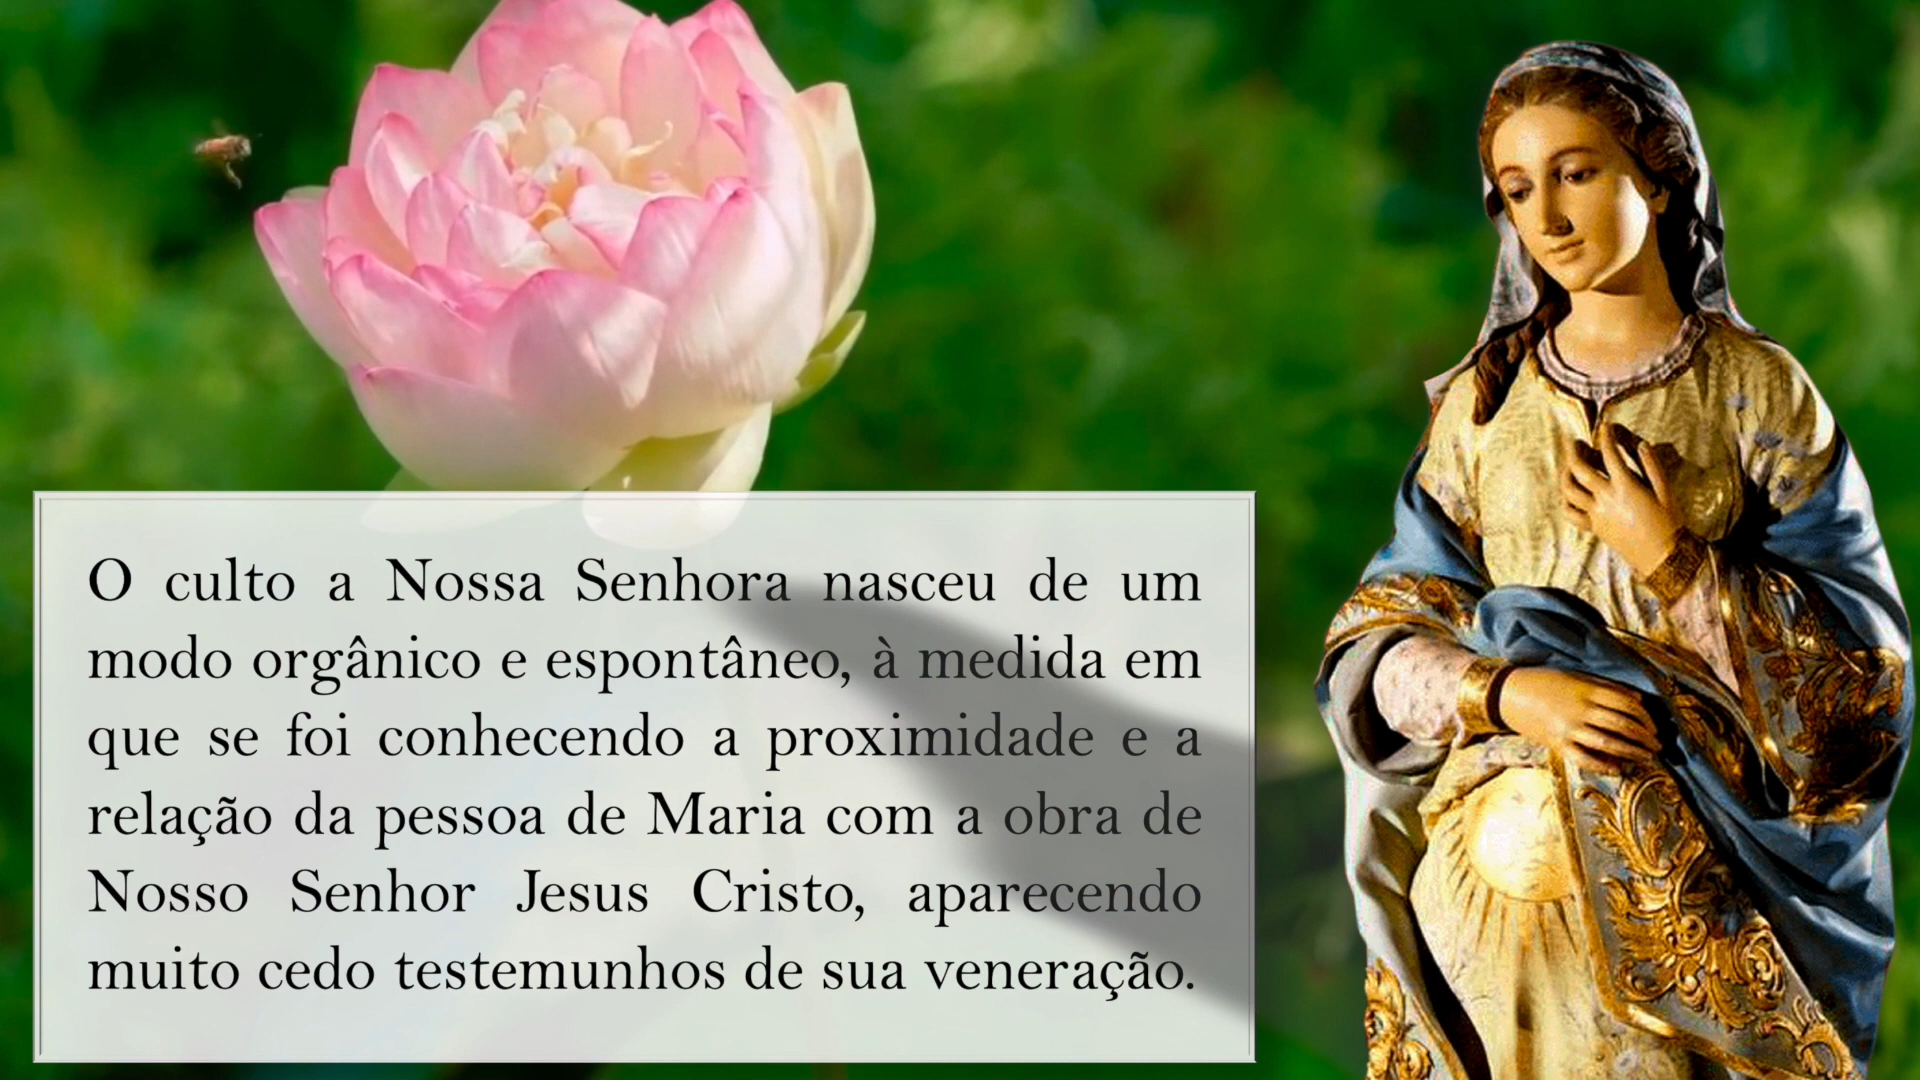 O culto a Nossa Senhora nasceu de um
modo orgânico e espontâneo, à medida em
que se foi conhecendo a proximidade e a
relação da pessoa de Maria com a obra de
Nosso Senhor Jesus Cristo, aparecendo
muito cedo testemunhos de sua veneração.